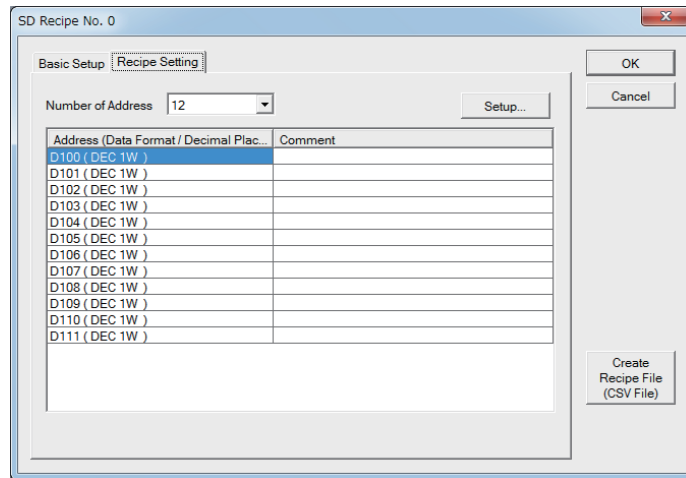 SD Recipe No. 0
Basic Setup Recipe Setting
OK
Number of Address 12
Setup...
Cancel
Address (Data Format / Decimal Plac... Comment
D100 ( DEC 1W )
D101 ( DEC 1W )
D102 ( DEC 1W )
D103 ( DEC 1W )
D104 ( DEC 1W )
D105 ( DEC 1W )
D106 ( DEC 1W )
D107 ( DEC 1W )
D108 ( DEC 1W )
D109 ( DEC 1W )
D110 ( DEC 1W )
D111 ( DEC 1W )
Create
Recipe File
(CSV File)